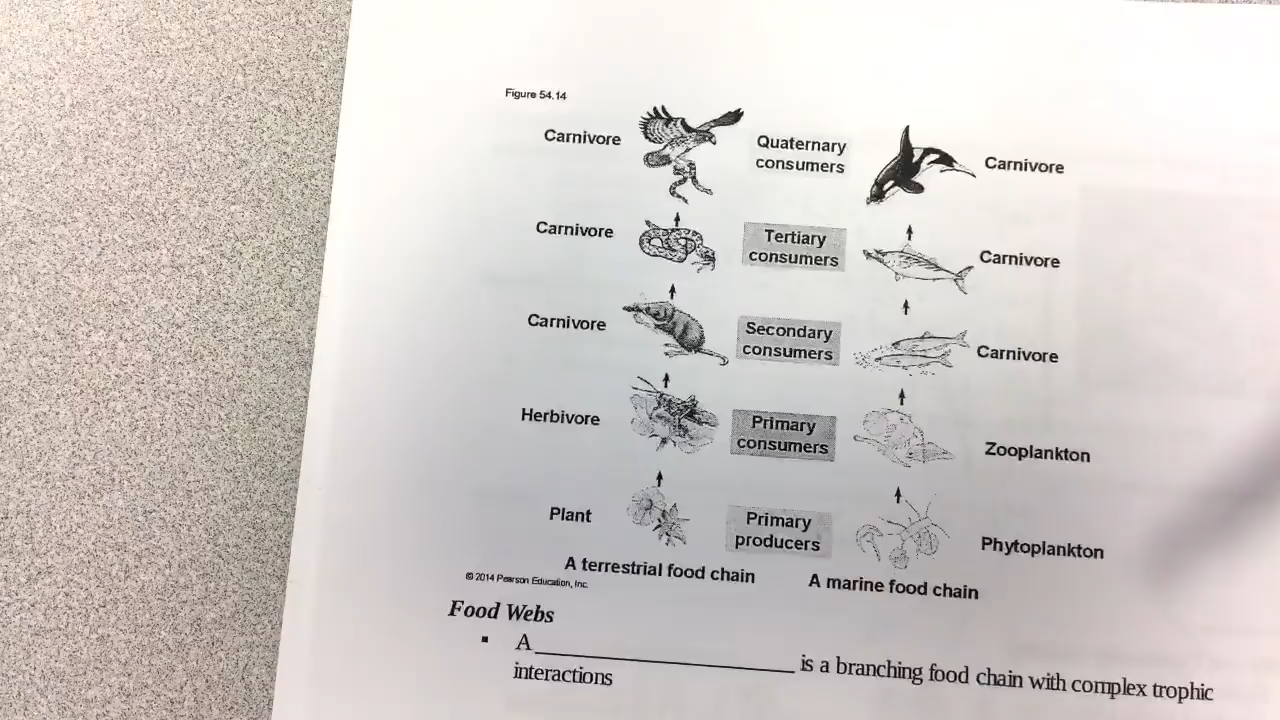 Figure 54.14
Carnivore
Quaternary
consumers
Carnivore
Carnivore
Tertiary
consumers
Carnivore
Carnivore
Secondary
consumers
Carnivore
Herbivore
Primary
consumers
Zooplankton
Plant
Primary
producers
Phytoplankton
A terrestrial food chain
A marine food chain
© 2014 Pearson Education, Inc.
Food Webs
▪ A ____________________ is a branching food chain with complex trophic
interactions